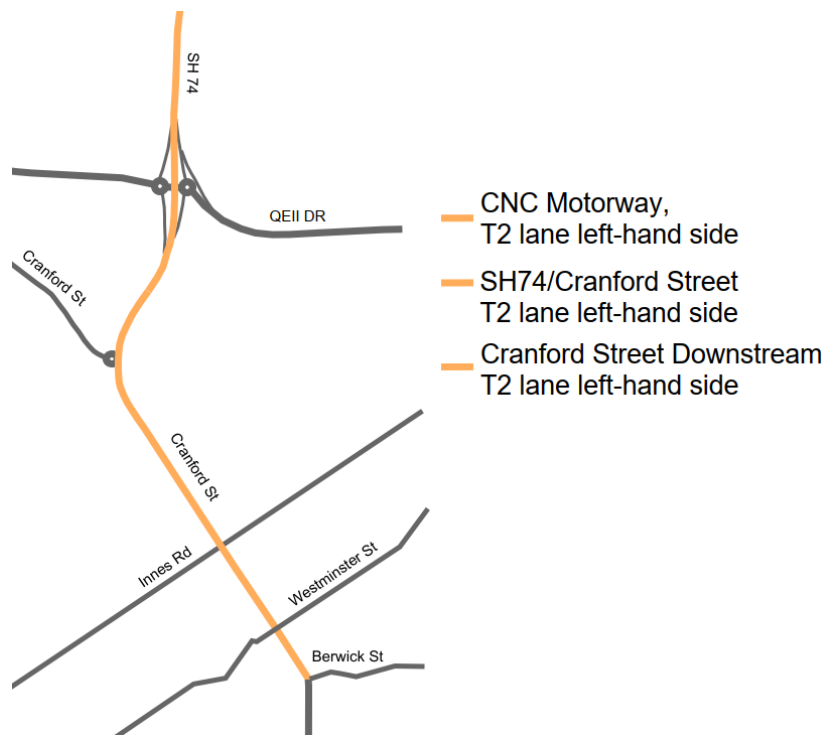 SH 74
QEII DR
Cranford St
Cranford St
Innes Rd
Westminster St
Berwick St
CNC Motorway,
T2 lane left-hand side
SH74/Cranford Street
T2 lane left-hand side
Cranford Street Downstream
T2 lane left-hand side